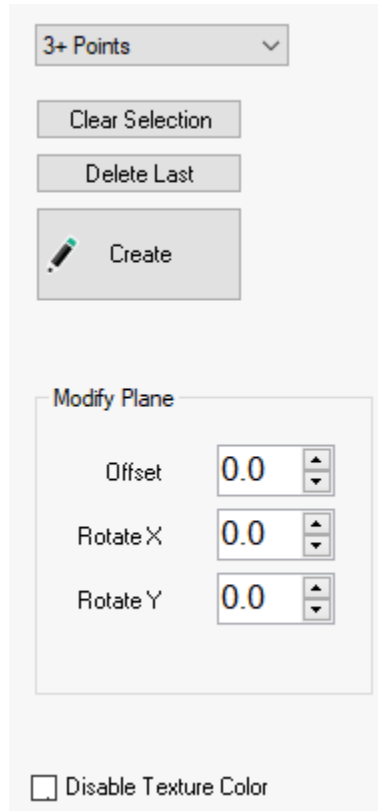 3+ Points
Clear Selection
Delete Last
Create
Modify Plane
Offset 0.0
Rotate X 0.0
Rotate Y 0.0
Disable Texture Color